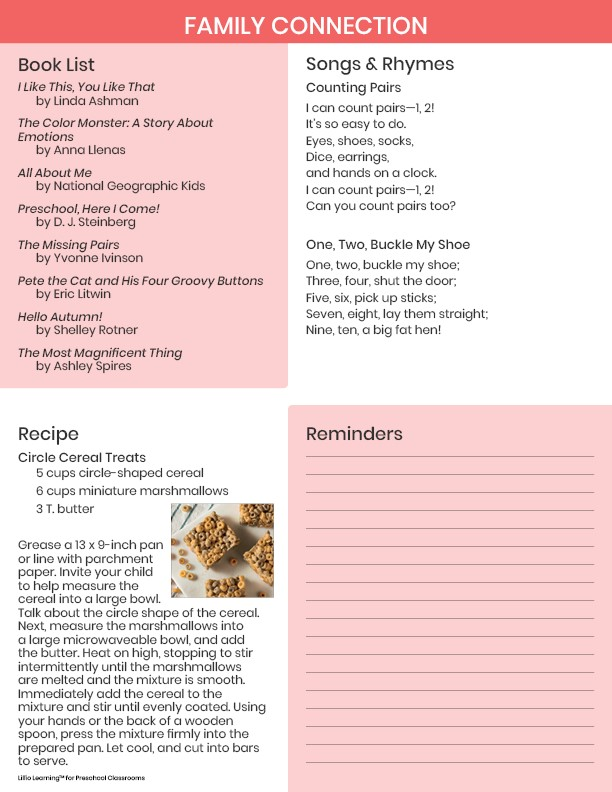 FAMILY CONNECTION
Book List
I Like This, You Like That
by Linda Ashman
The Color Monster: A Story About
Emotions
by Anna Llenas
All About Me
by National Geographic Kids
Preschool, Here I Come!
by D. J. Steinberg
The Missing Pairs
by Yvonne Ivinson
Pete the Cat and His Four Groovy Buttons
by Eric Litwin
Hello Autumn!
by Shelley Rotner
The Most Magnificent Thing
by Ashley Spires
Songs & Rhymes
Counting Pairs
I can count pairs—1, 2!
It's so easy to do.
Eyes, shoes, socks,
Dice, earrings,
and hands on a clock.
I can count pairs—1, 2!
Can you count pairs too?
One, Two, Buckle My Shoe
One, two, buckle my shoe;
Three, four, shut the door;
Five, six, pick up sticks;
Seven, eight, lay them straight;
Nine, ten, a big fat hen!
Recipe
Circle Cereal Treats
5 cups circle-shaped cereal
6 cups miniature marshmallows
3 T. butter
Grease a 13 x 9-inch pan
or line with parchment
paper. Invite your child
to help measure the
cereal into a large bowl.
Talk about the circle shape of the cereal.
Next, measure the marshmallows into
a large microwaveable bowl, and add
the butter. Heat on high, stopping to stir
intermittently until the marshmallows
are melted and the mixture is smooth.
Immediately add the cereal to the
mixture and stir until evenly coated. Using
your hands or the back of a wooden
spoon, press the mixture firmly into the
prepared pan. Let cool, and cut into bars
to serve.
Lillio Learning™ for Preschool Classrooms
Reminders